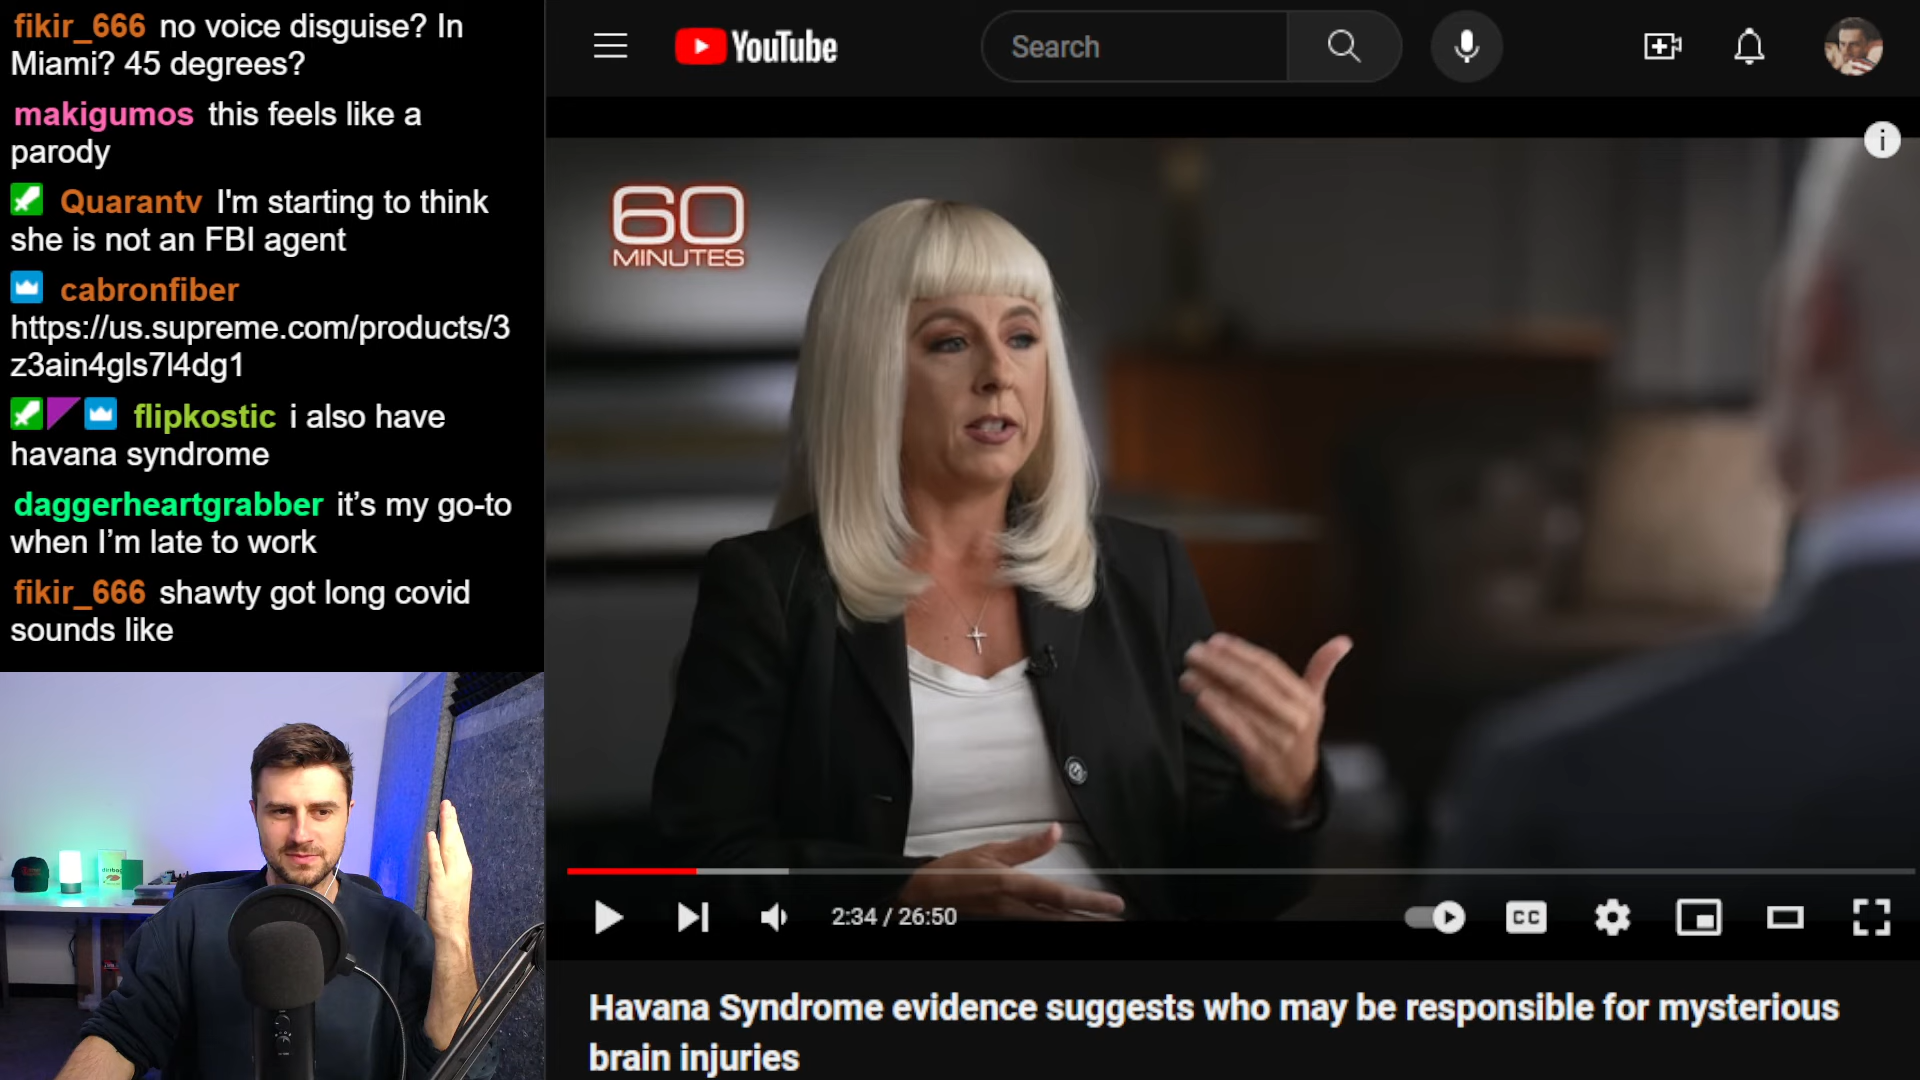 fikir_666 no voice disguise? In
Miami? 45 degrees?
makigumos this feels like a
parody
Quarantv I'm starting to think
she is not an FBI agent
cabronfiber
https://us.supreme.com/products/3
z3ain4gls7l4dg1
flipkostic i also have
havana syndrome
daggerheartgrabber it’s my go-to
when I’m late to work
fikir_666 shawty got long covid
sounds like
YouTube
Search
60
MINUTES
2:34 / 26:50
CC
Havana Syndrome evidence suggests who may be responsible for mysterious
brain injuries